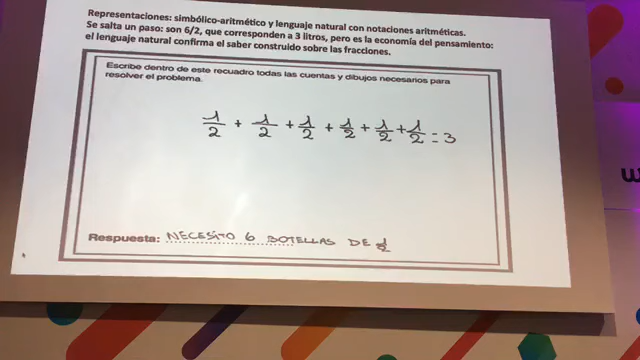 Representaciones: simbólico-aritmético y lenguaje natural con notaciones aritméticas.
Se salta un paso: son 6/2, que corresponden a 3 litros, pero es la economía del pensamiento:
el lenguaje natural confirma el saber construido sobre las fracciones.
Escribe dentro de este recuadro todas las cuentas y dibujos necesarios para
resolver el problema.
1/2 + 1/2 + 1/2 + 1/2 + 1/2 + 1/2 = 3
Respuesta: NECESITO 6 BOTELLAS DE 1/2